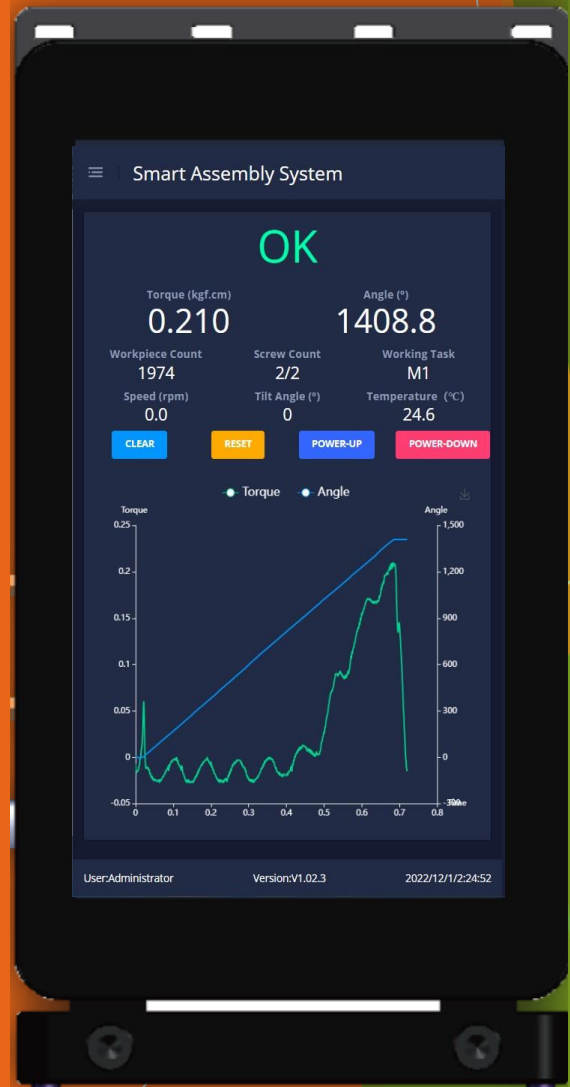 Smart Assembly System
OK
Torque (kgf.cm) Angle (°)
0.210 1408.8
Workpiece Count Screw Count Working Task
1974 2/2 M1
Speed (rpm) Tilt Angle (°) Temperature (℃)
0.0 0 24.6
CLEAR RESET POWER-UP POWER-DOWN
Torque Angle
Torque Angle
0.25 1,500
0.2 1,200
0.15 900
0.1 600
0.05 300
0 0
-0.05 -300
0 0.1 0.2 0.3 0.4 0.5 0.6 0.7 0.8
User:Administrator Version:V1.02.3 2022/12/1/2:24:52